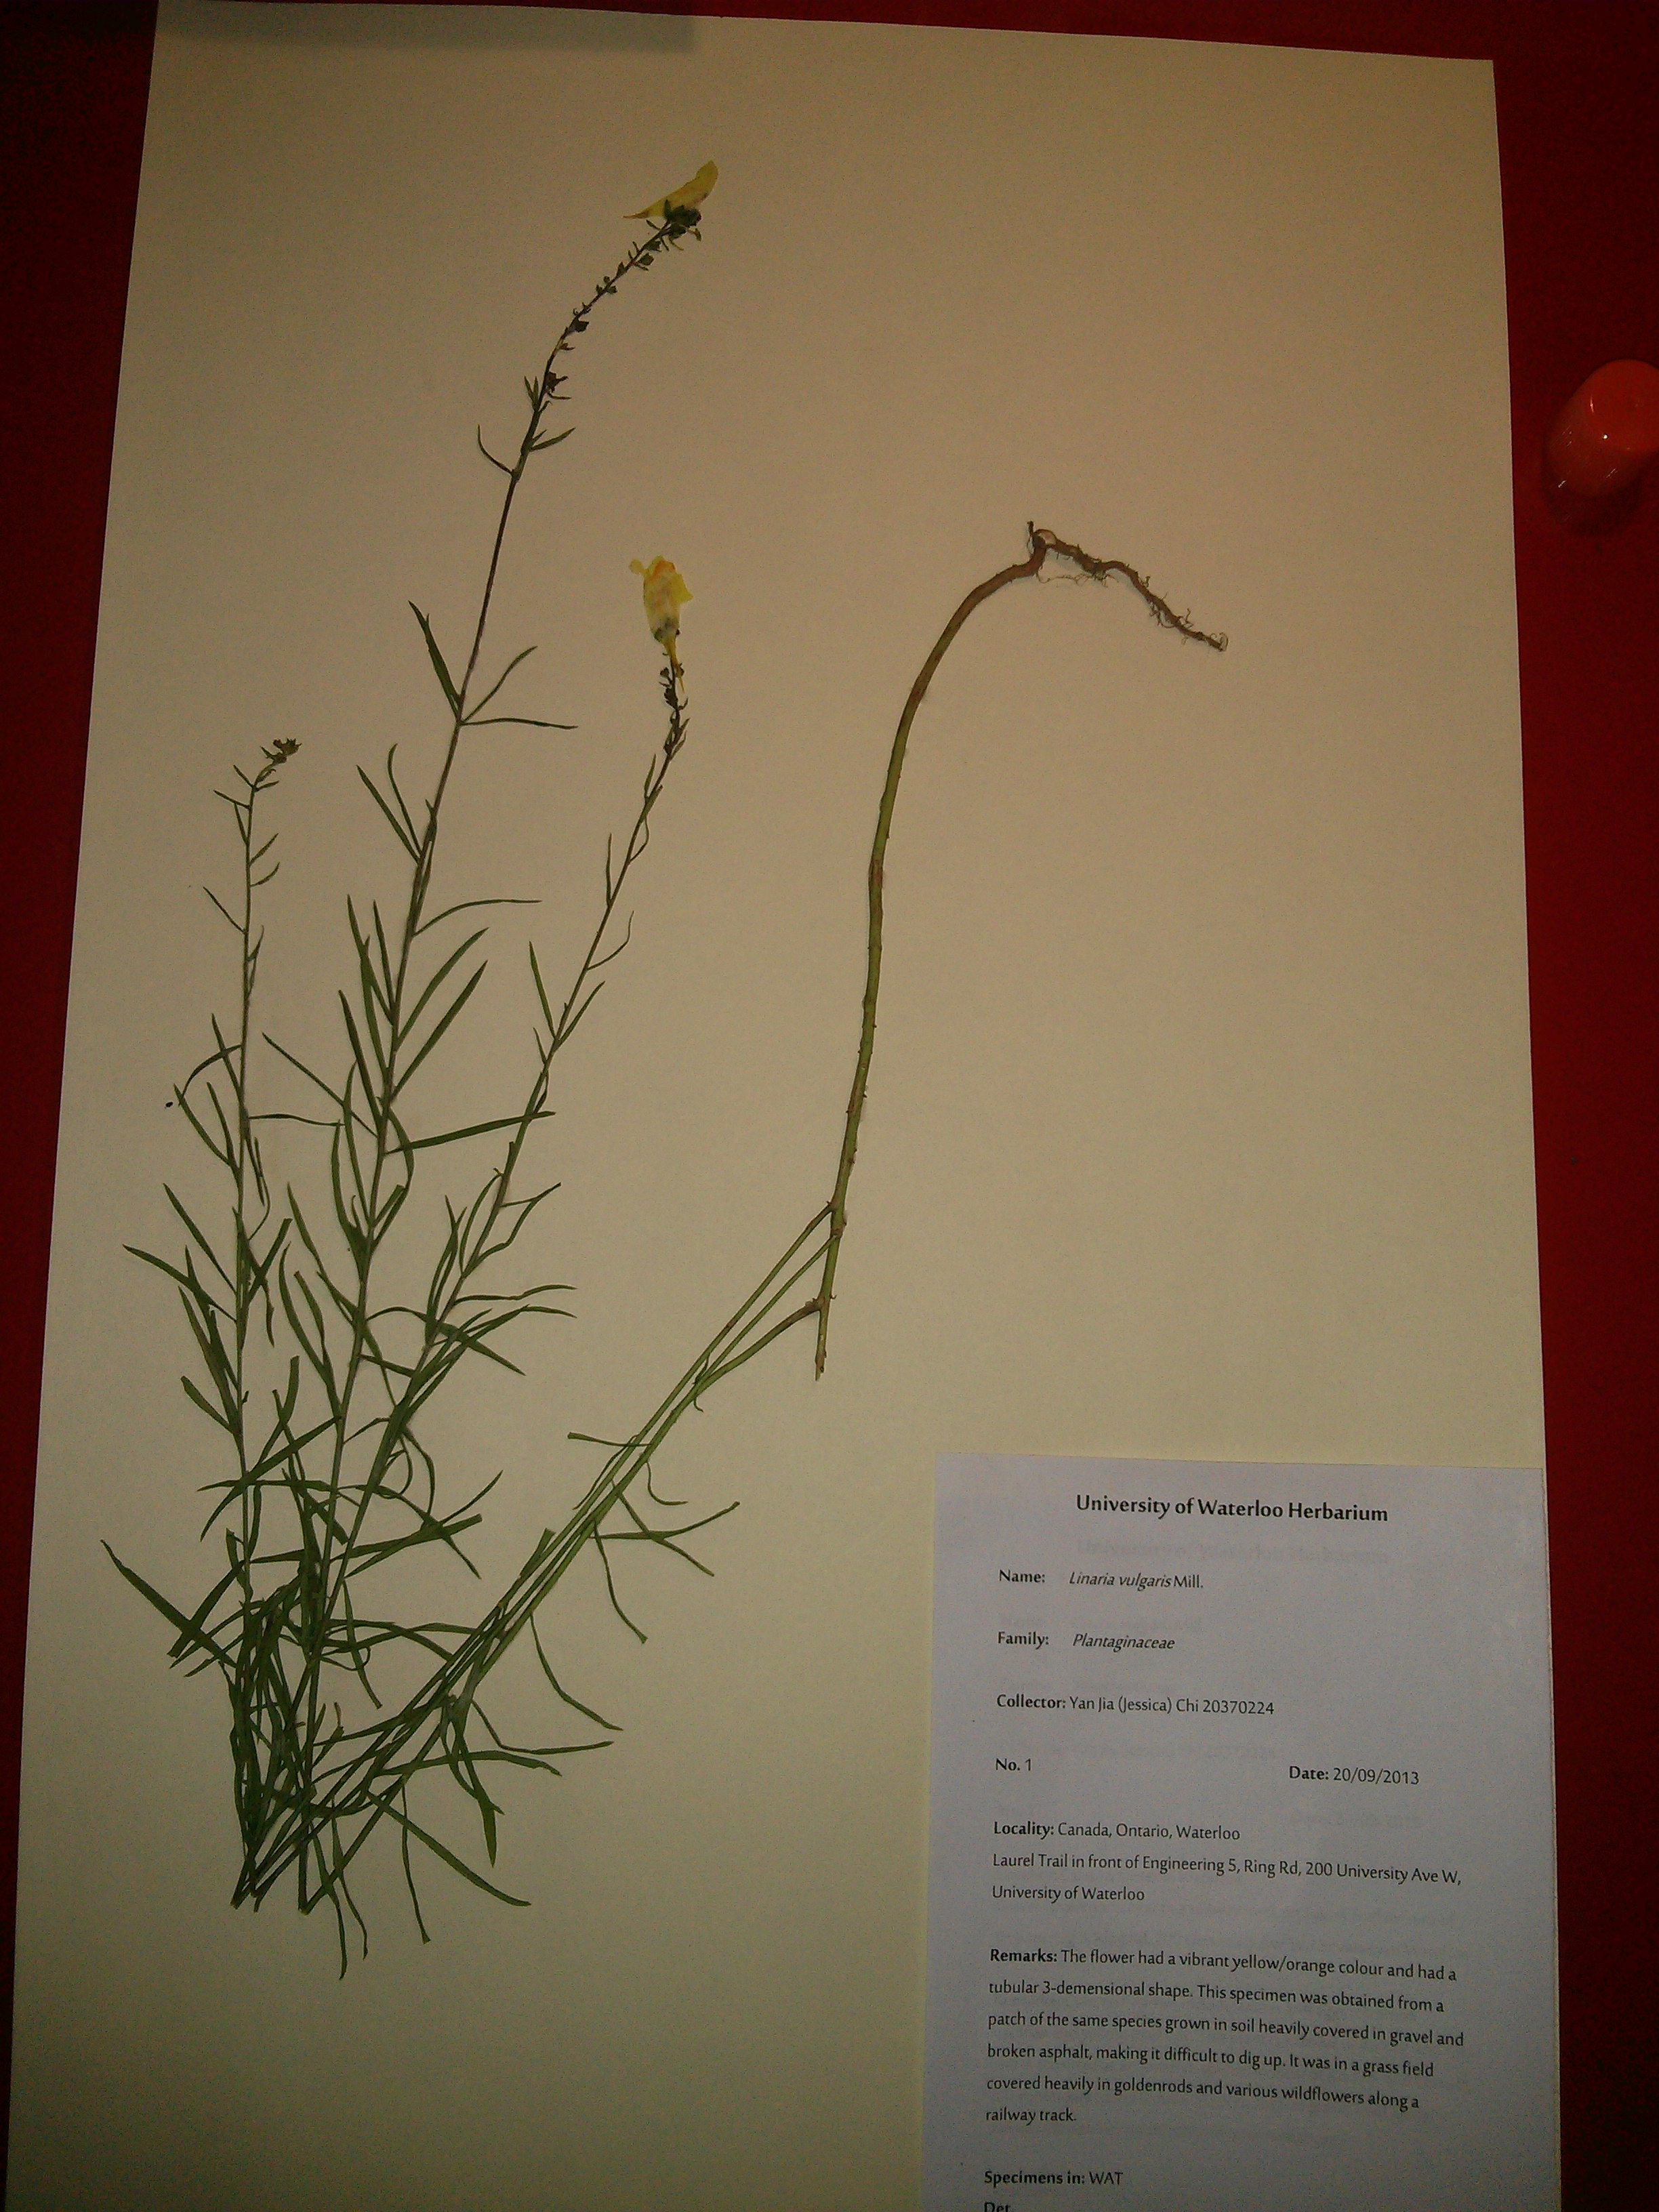 University of Waterloo Herbarium
Name: Linaria vulgaris Mill.
Family: Plantaginaceae
Collector: Yan Jia (Jessica) Chi 20370224
No. 1 Date: 20/09/2013
Locality: Canada, Ontario, Waterloo
Laurel Trail in front of Engineering 5, Ring Rd, 200 University Ave W,
University of Waterloo
Remarks: The flower had a vibrant yellow/orange colour and had a
tubular 3-demensional shape. This specimen was obtained from a
patch of the same species grown in soil heavily covered in gravel and
broken asphalt, making it difficult to dig up. It was in a grass field
covered heavily in goldenrods and various wildflowers along a
railway track.
Specimens in: WAT
Det.